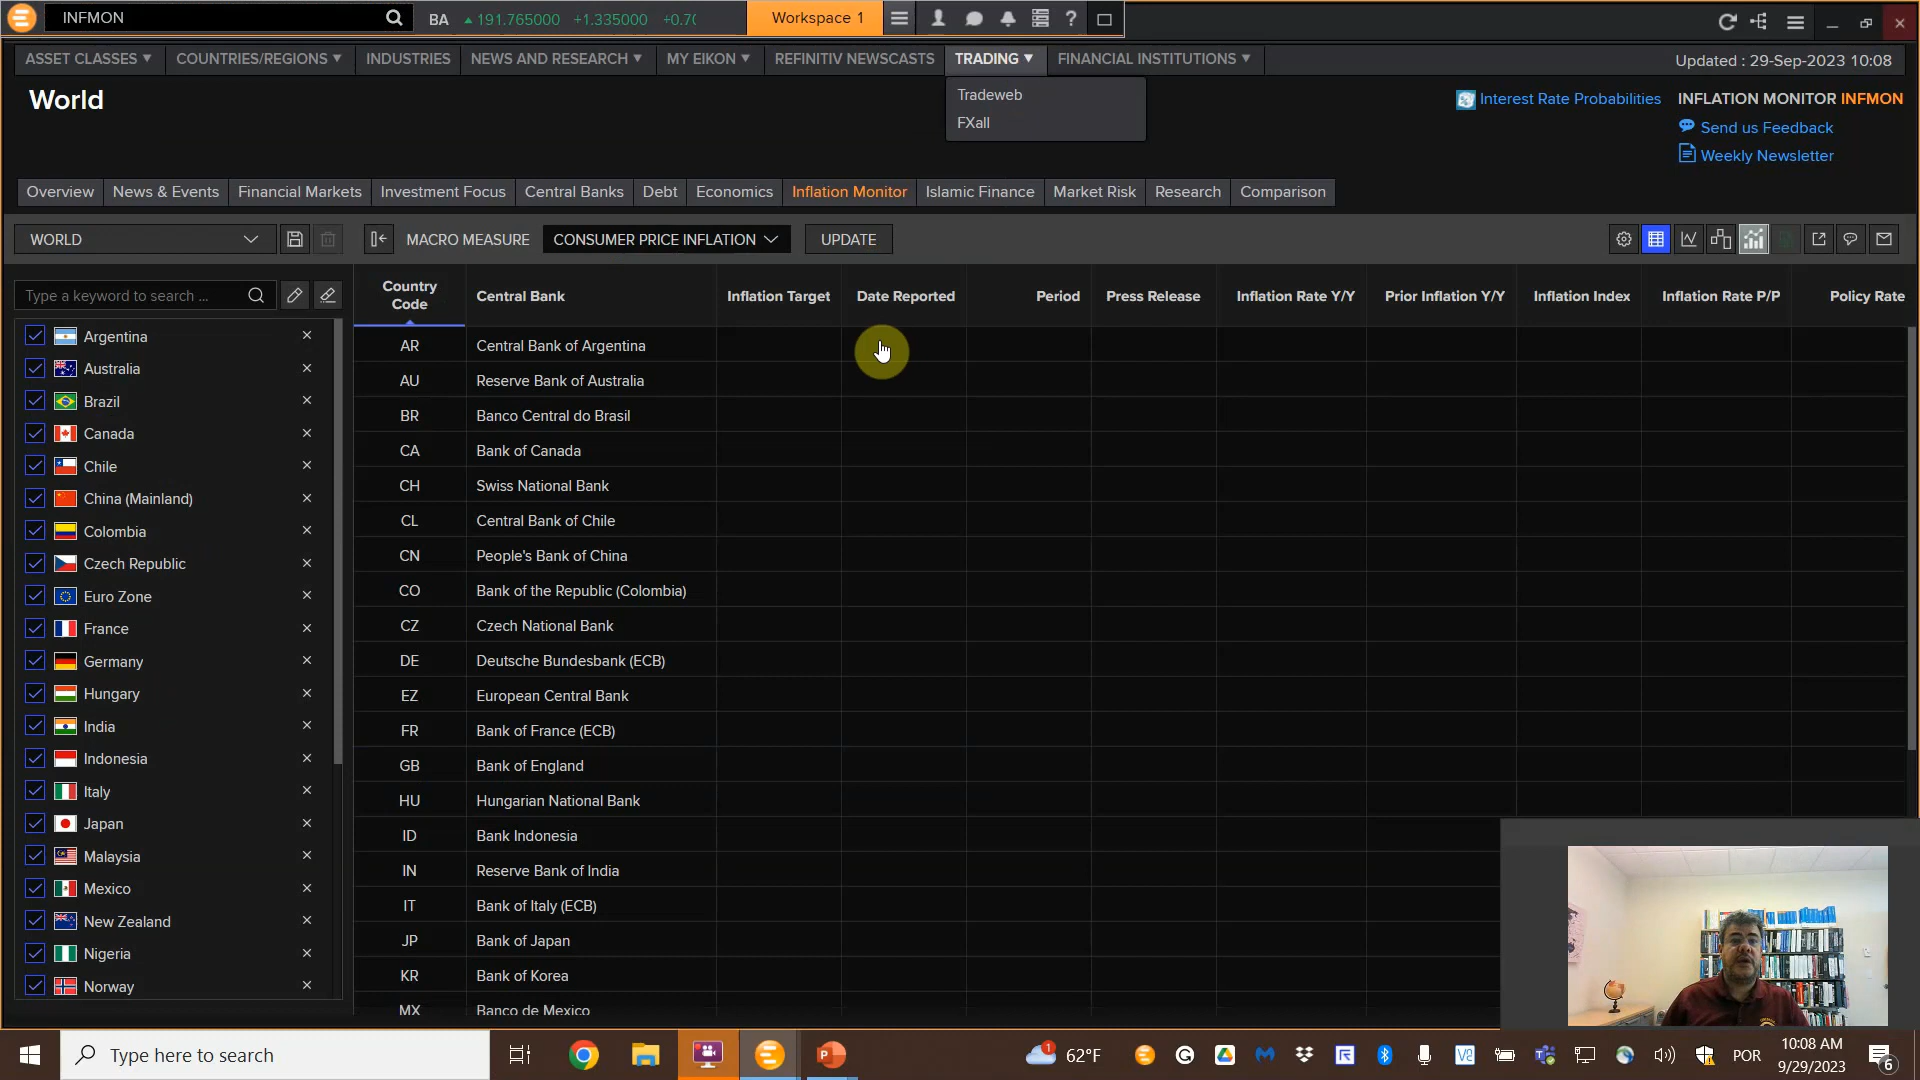 INFMON
BA 191.765000 +1.335000 +0.7(
Workspace 1
?
ASSET CLASSES COUNTRIES/REGIONS INDUSTRIES NEWS AND RESEARCH MY EIKON REFINITIV NEWSCASTS TRADING FINANCIAL INSTITUTIONS Updated : 29-Sep-2023 10:08
Tradeweb
FXall
World
Interest Rate Probabilities
INFLATION MONITOR INFMON
Send us Feedback
Weekly Newsletter
Overview News & Events Financial Markets Investment Focus Central Banks Debt Economics Inflation Monitor Islamic Finance Market Risk Research Comparison
WORLD
MACRO MEASURE CONSUMER PRICE INFLATION UPDATE
Type a keyword to search ...
Argentina
Australia
Brazil
Canada
Chile
China (Mainland)
Colombia
Czech Republic
Euro Zone
France
Germany
Hungary
India
Indonesia
Italy
Japan
Malaysia
Mexico
New Zealand
Nigeria
Norway
Country Code Central Bank Inflation Target Date Reported Period Press Release Inflation Rate Y/Y Prior Inflation Y/Y Inflation Index Inflation Rate P/P Policy Rate
AR Central Bank of Argentina
AU Reserve Bank of Australia
BR Banco Central do Brasil
CA Bank of Canada
CH Swiss National Bank
CL Central Bank of Chile
CN People's Bank of China
CO Bank of the Republic (Colombia)
CZ Czech National Bank
DE Deutsche Bundesbank (ECB)
EZ European Central Bank
FR Bank of France (ECB)
GB Bank of England
HU Hungarian National Bank
ID Bank Indonesia
IN Reserve Bank of India
IT Bank of Italy (ECB)
JP Bank of Japan
KR Bank of Korea
MX Banco de Mexico
Type here to search
62°F
POR
10:08 AM
9/29/2023
6